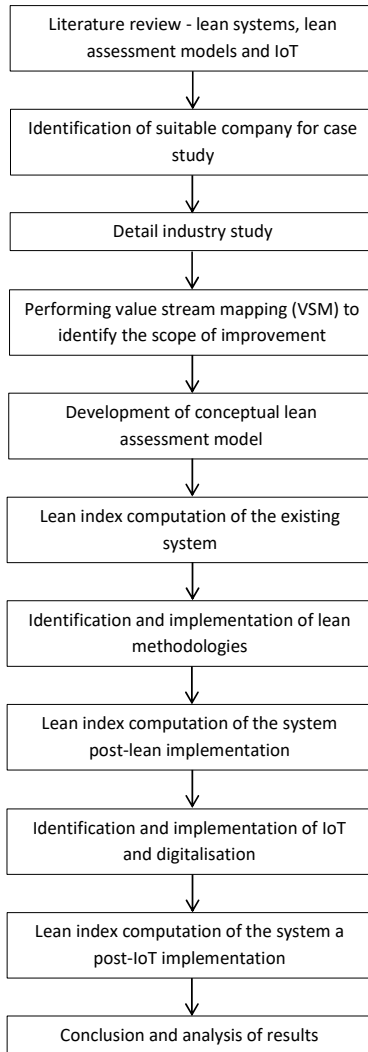 Literature review - lean systems, lean
assessment models and IoT
Identification of suitable company for case
study
Detail industry study
Performing value stream mapping (VSM) to
identify the scope of improvement
Development of conceptual lean
assessment model
Lean index computation of the existing
system
Identification and implementation of lean
methodologies
Lean index computation of the system
post-lean implementation
Identification and implementation of IoT
and digitalisation
Lean index computation of the system a
post-IoT implementation
Conclusion and analysis of results